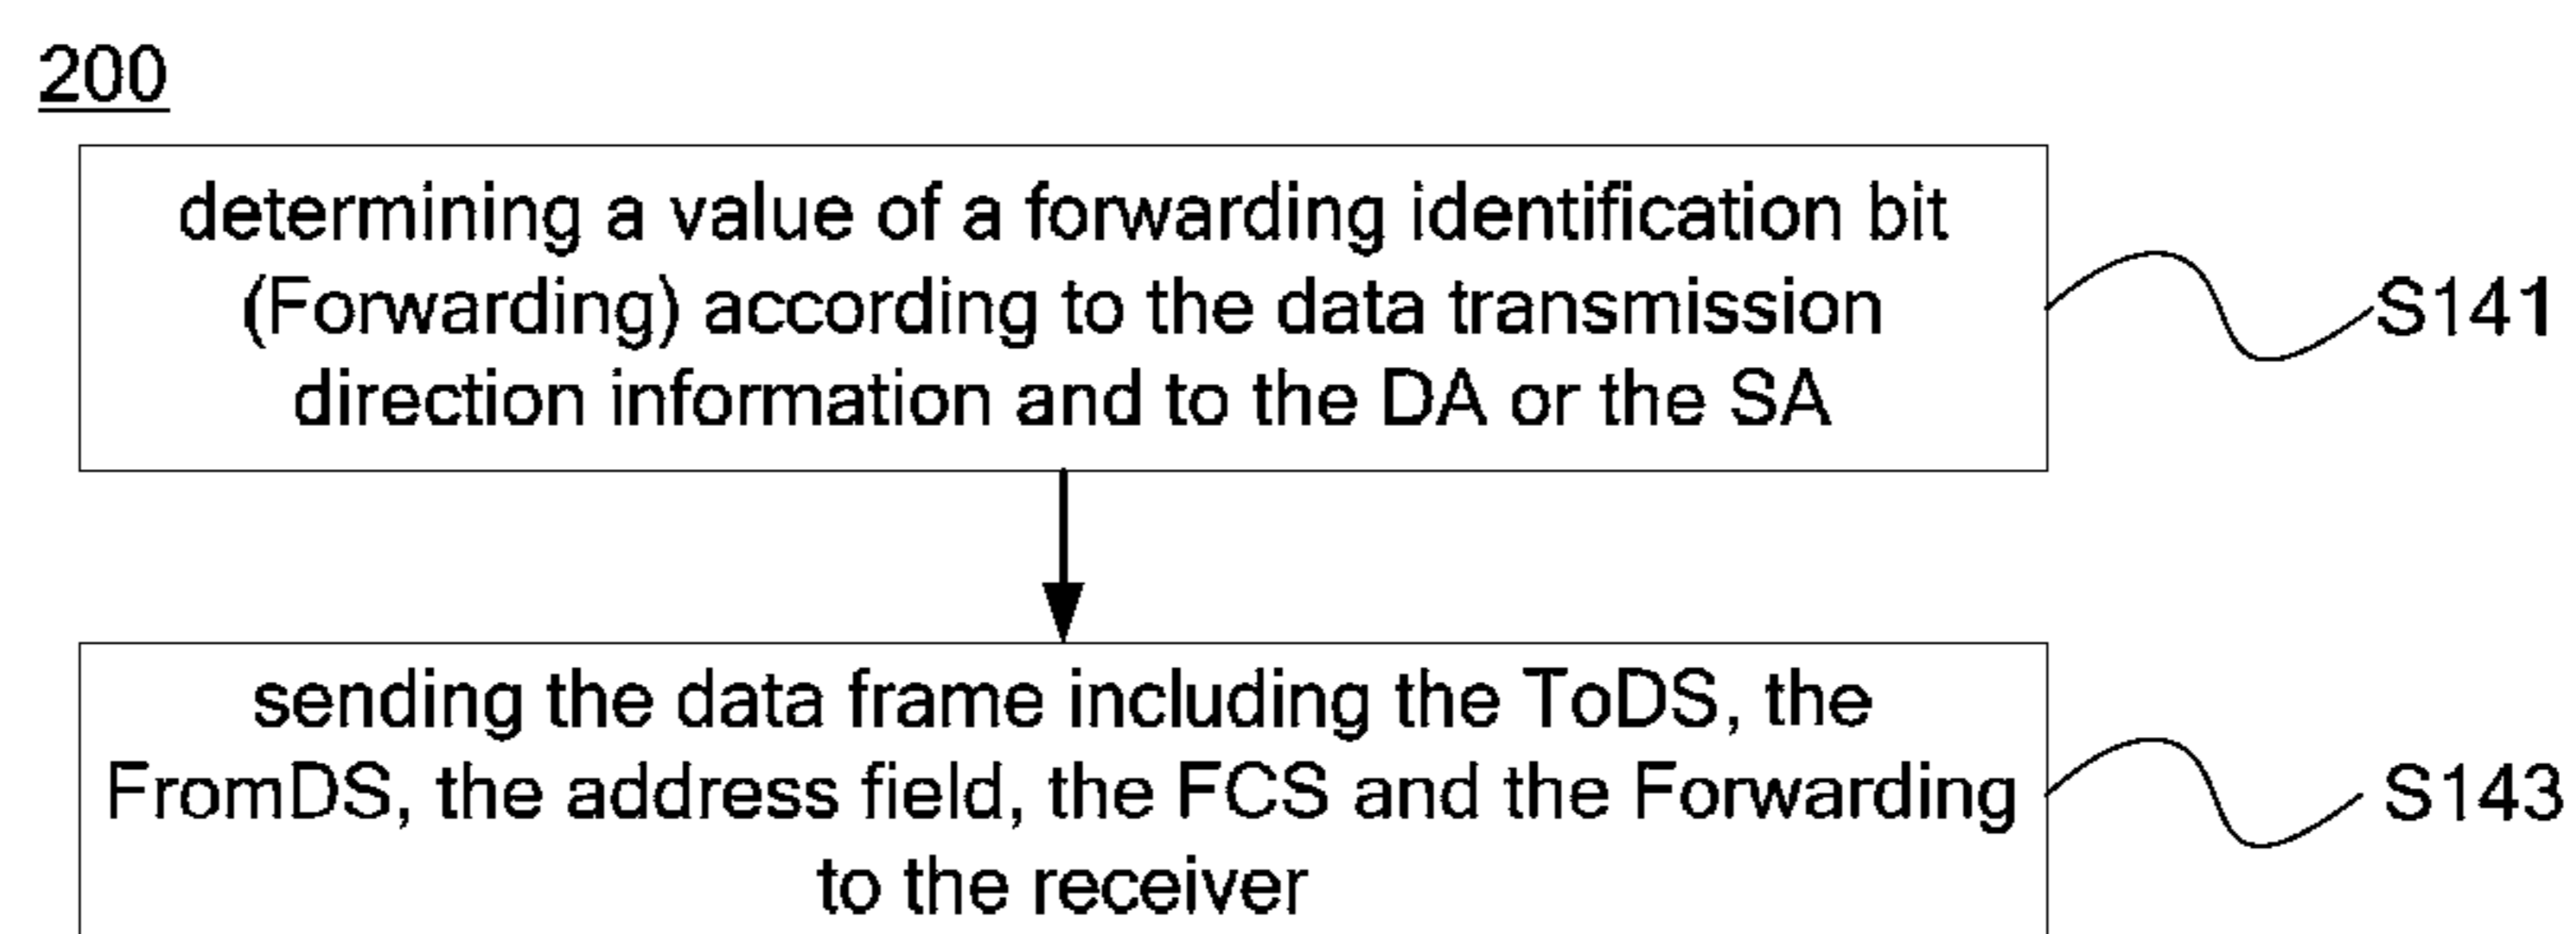 200
determining a value of a forwarding identification bit
(Forwarding) according to the data transmission
direction information and to the DA or the SA
S141
sending the data frame including the ToDS, the
FromDS, the address field, the FCS and the Forwarding
to the receiver
S143